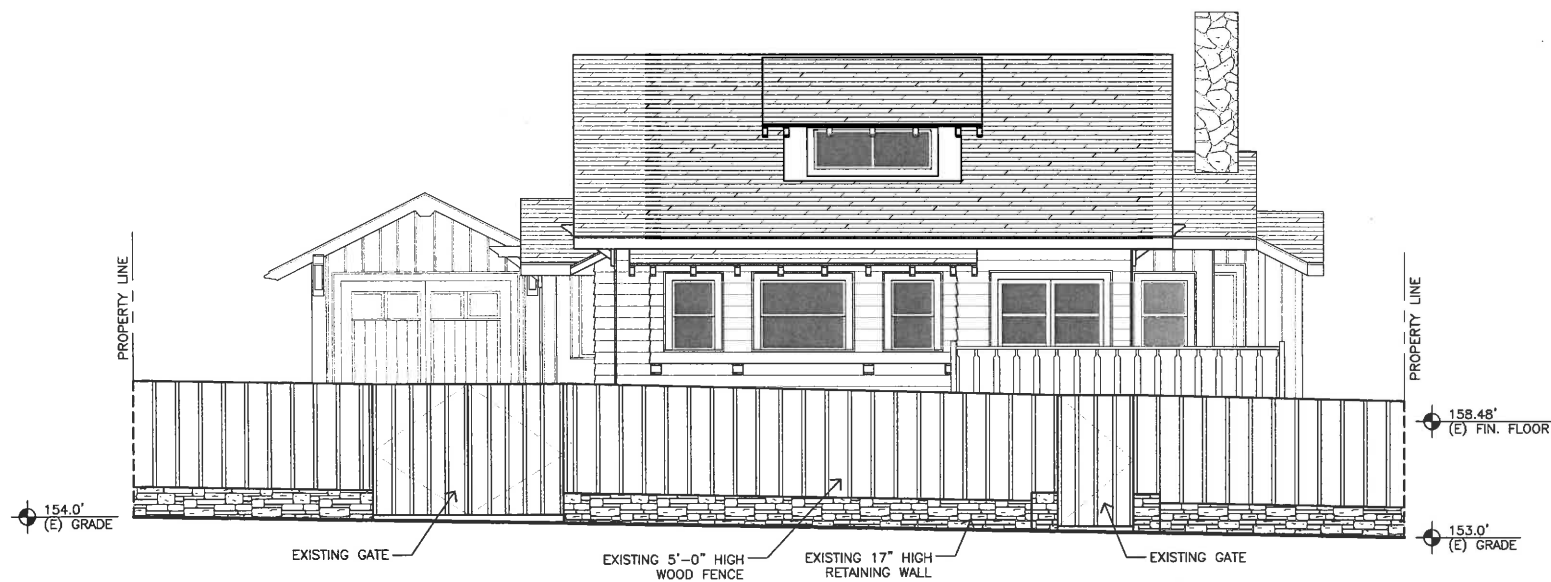 PROPERTY LINE
PROPERTY LINE
158.48'
(E) FIN. FLOOR
154.0'
(E) GRADE
153.0'
(E) GRADE
EXISTING GATE
EXISTING 5'-0" HIGH
WOOD FENCE
EXISTING 17" HIGH
RETAINING WALL
EXISTING GATE